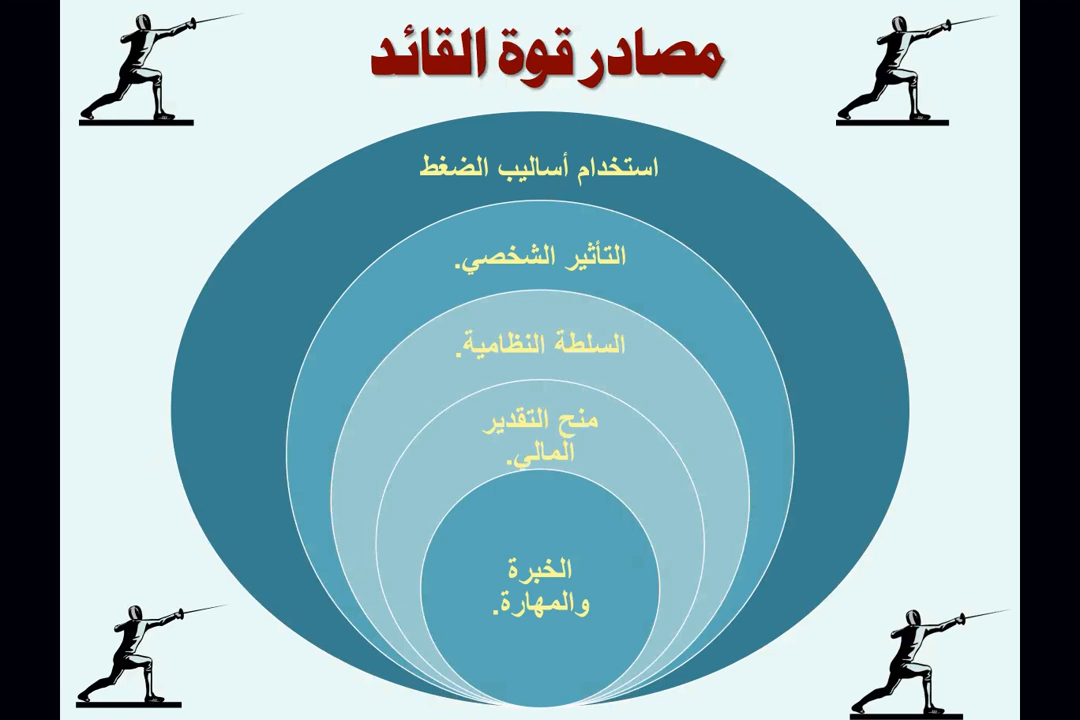 مصادر قوة القائد
استخدام أساليب الضغط
التأثير الشخصي.
السلطة النظامية.
منح التقدير
المالي.
الخبرة
والمهارة.